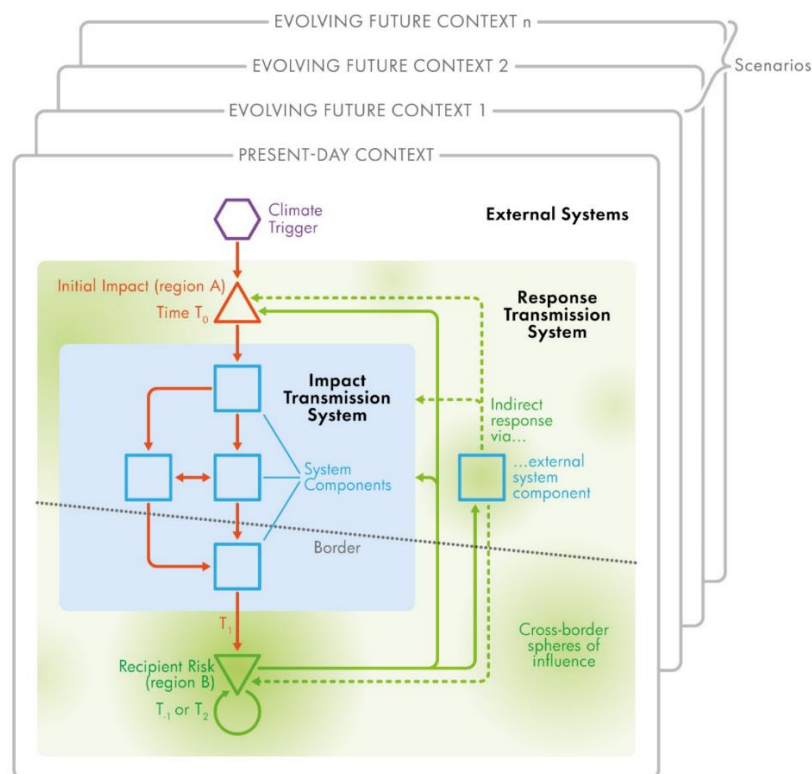 EVOLVING FUTURE CONTEXT n
EVOLVING FUTURE CONTEXT 2
Scenarios
EVOLVING FUTURE CONTEXT 1
PRESENT-DAY CONTEXT
Climate
Trigger
External Systems
Initial Impact (region A)
Time T₀
Response
Transmission
System
Impact
Transmission
System
Indirect
response
via...
...external
system
component
System
Components
Border
T₁
Recipient Risk
(region B)
T₋₁ or T₂
Cross-border
spheres of
influence